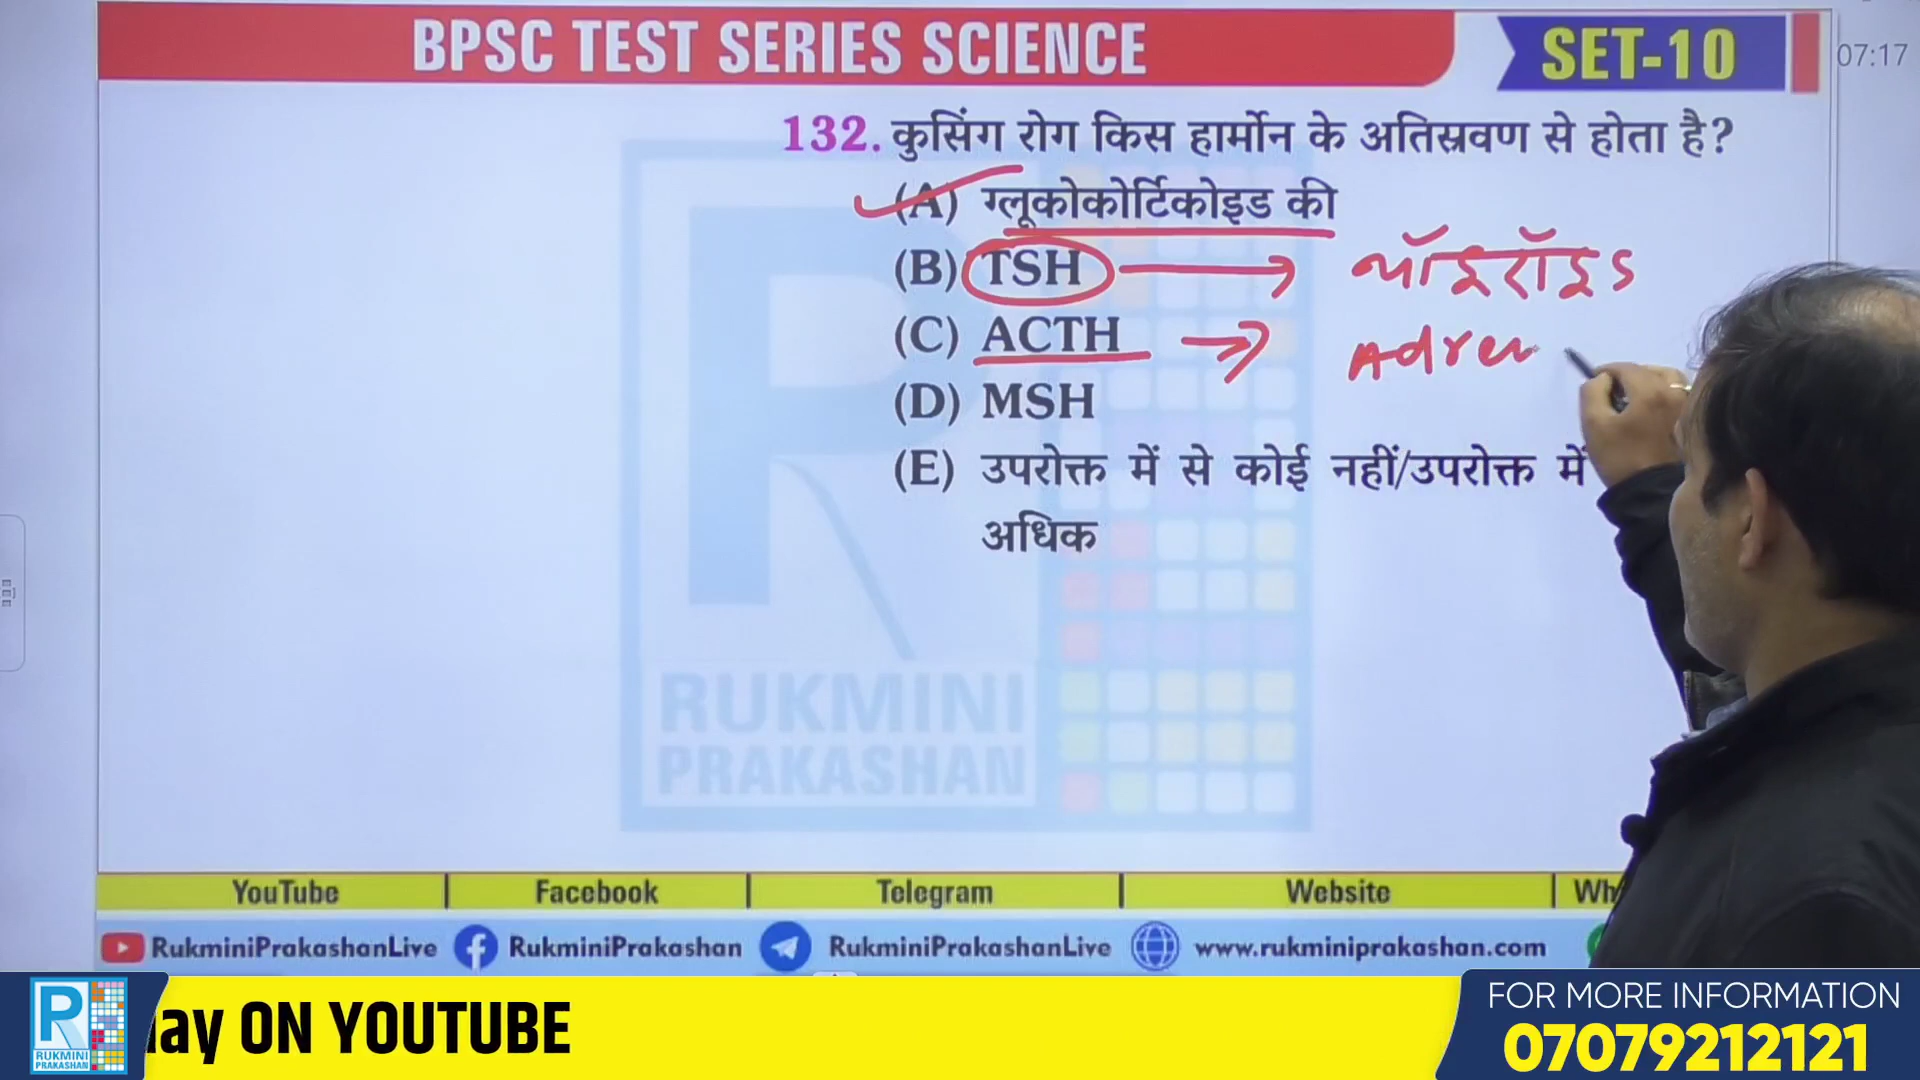 BPSC TEST SERIES SCIENCE
SET-10
07:17
132. कुसिंग रोग किस हार्मोन के अतिस्रवण से होता है?
(A) ग्लूकोकोर्टिकोइड की
(B) TSH → थॉइरॉइड
(C) ACTH → Adren
(D) MSH
(E) उपरोक्त में से कोई नहीं/उपरोक्त में
अधिक
RUKMINI
PRAKASHAN
YouTube | Facebook | Telegram | Website | Wh
RukminiPrakashanLive RukminiPrakashan RukminiPrakashanLive www.rukminiprakashan.com
R RUKMINI PRAKASHAN
lay ON YOUTUBE
FOR MORE INFORMATION
07079212121